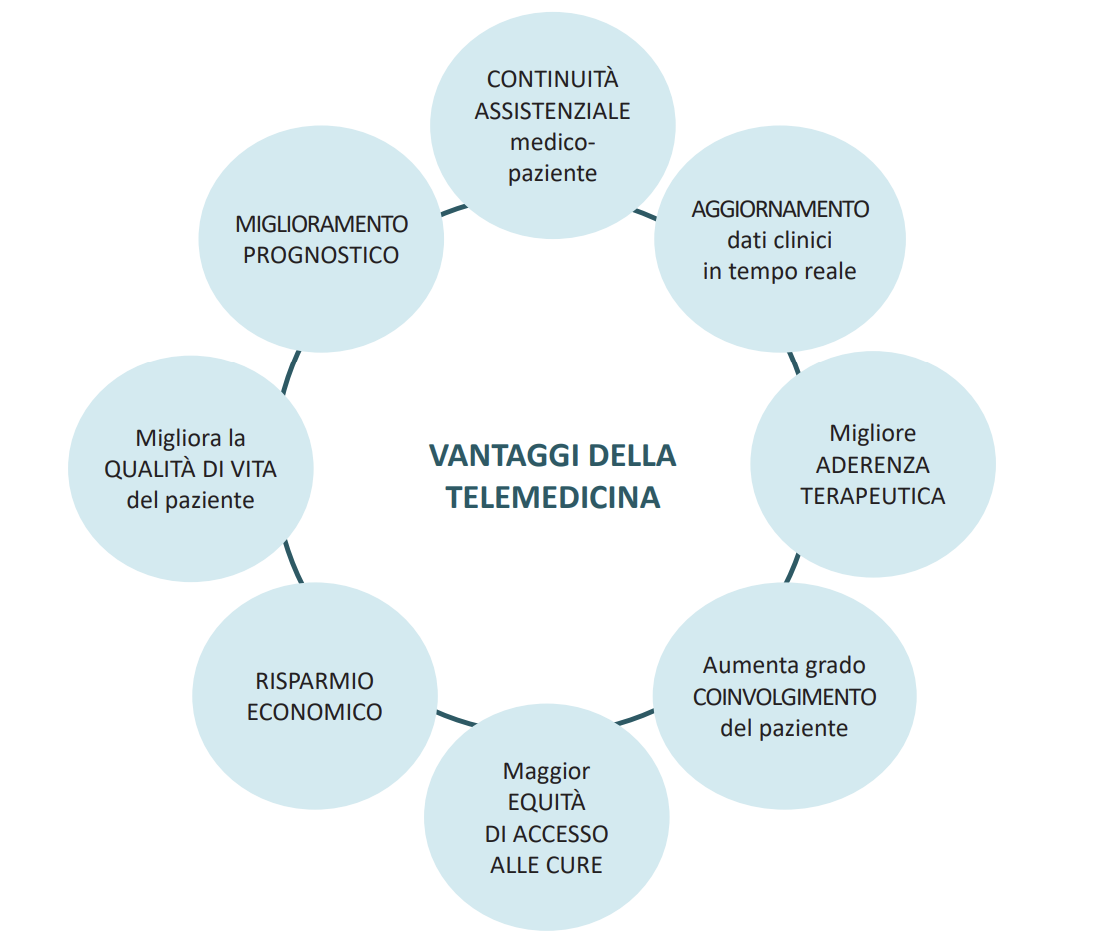 CONTINUITÀ
ASSISTENZIALE
medico-
paziente
AGGIORNAMENTO
dati clinici
in tempo reale
Migliore
ADERENZA
TERAPEUTICA
Aumenta grado
COINVOLGIMENTO
del paziente
Maggior
EQUITÀ
DI ACCESSO
ALLE CURE
RISPARMIO
ECONOMICO
Migliora la
QUALITÀ DI VITA
del paziente
MIGLIORAMENTO
PROGNOSTICO
VANTAGGI DELLA
TELEMEDICINA